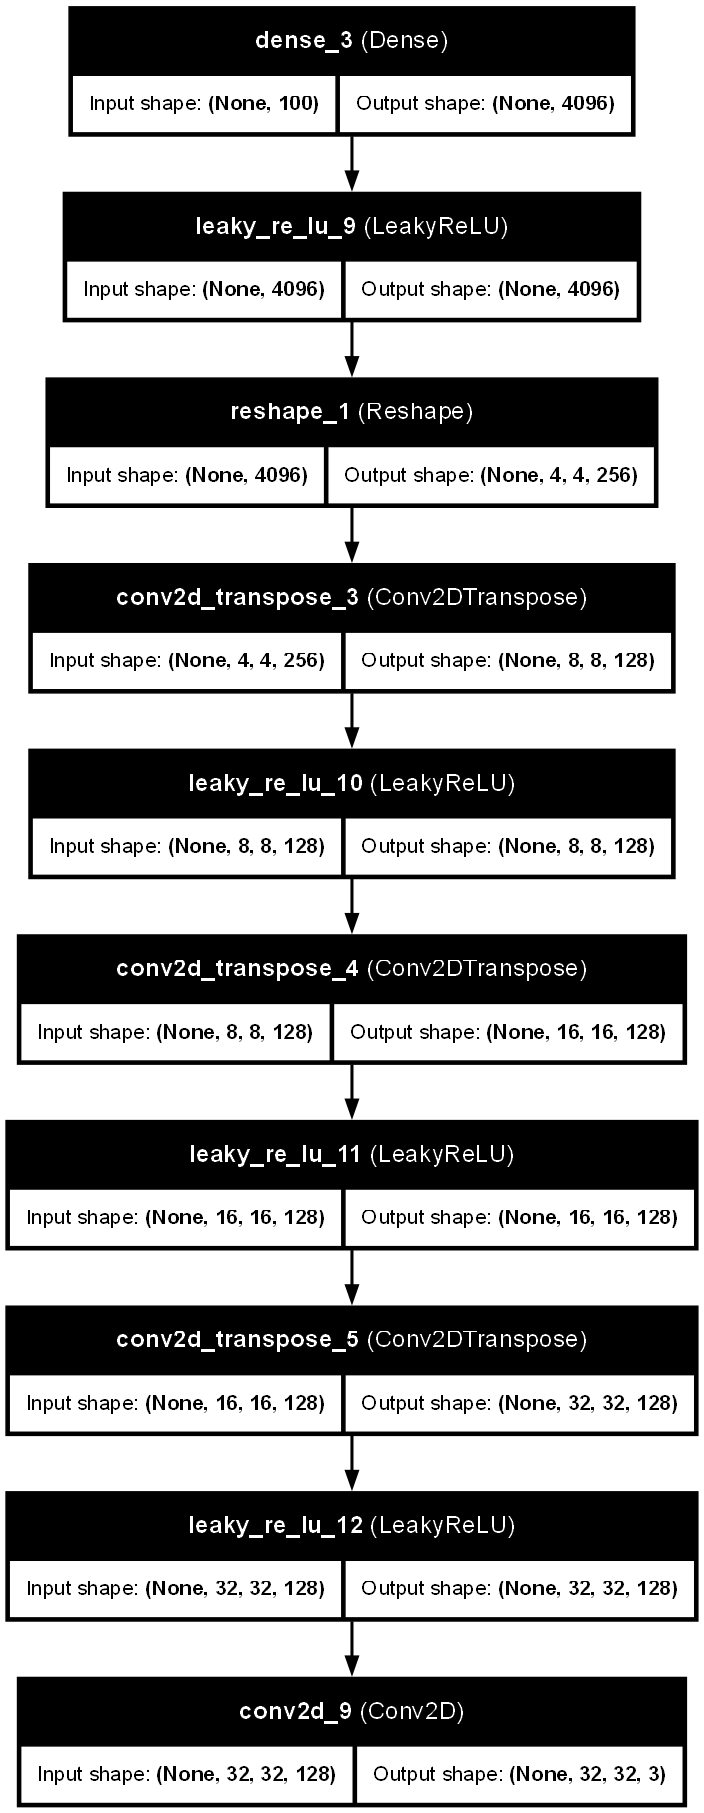 dense_3 (Dense)
Input shape: (None, 100) Output shape: (None, 4096)
leaky_re_lu_9 (LeakyReLU)
Input shape: (None, 4096) Output shape: (None, 4096)
reshape_1 (Reshape)
Input shape: (None, 4096) Output shape: (None, 4, 4, 256)
conv2d_transpose_3 (Conv2DTranspose)
Input shape: (None, 4, 4, 256) Output shape: (None, 8, 8, 128)
leaky_re_lu_10 (LeakyReLU)
Input shape: (None, 8, 8, 128) Output shape: (None, 8, 8, 128)
conv2d_transpose_4 (Conv2DTranspose)
Input shape: (None, 8, 8, 128) Output shape: (None, 16, 16, 128)
leaky_re_lu_11 (LeakyReLU)
Input shape: (None, 16, 16, 128) Output shape: (None, 16, 16, 128)
conv2d_transpose_5 (Conv2DTranspose)
Input shape: (None, 16, 16, 128) Output shape: (None, 32, 32, 128)
leaky_re_lu_12 (LeakyReLU)
Input shape: (None, 32, 32, 128) Output shape: (None, 32, 32, 128)
conv2d_9 (Conv2D)
Input shape: (None, 32, 32, 128) Output shape: (None, 32, 32, 3)